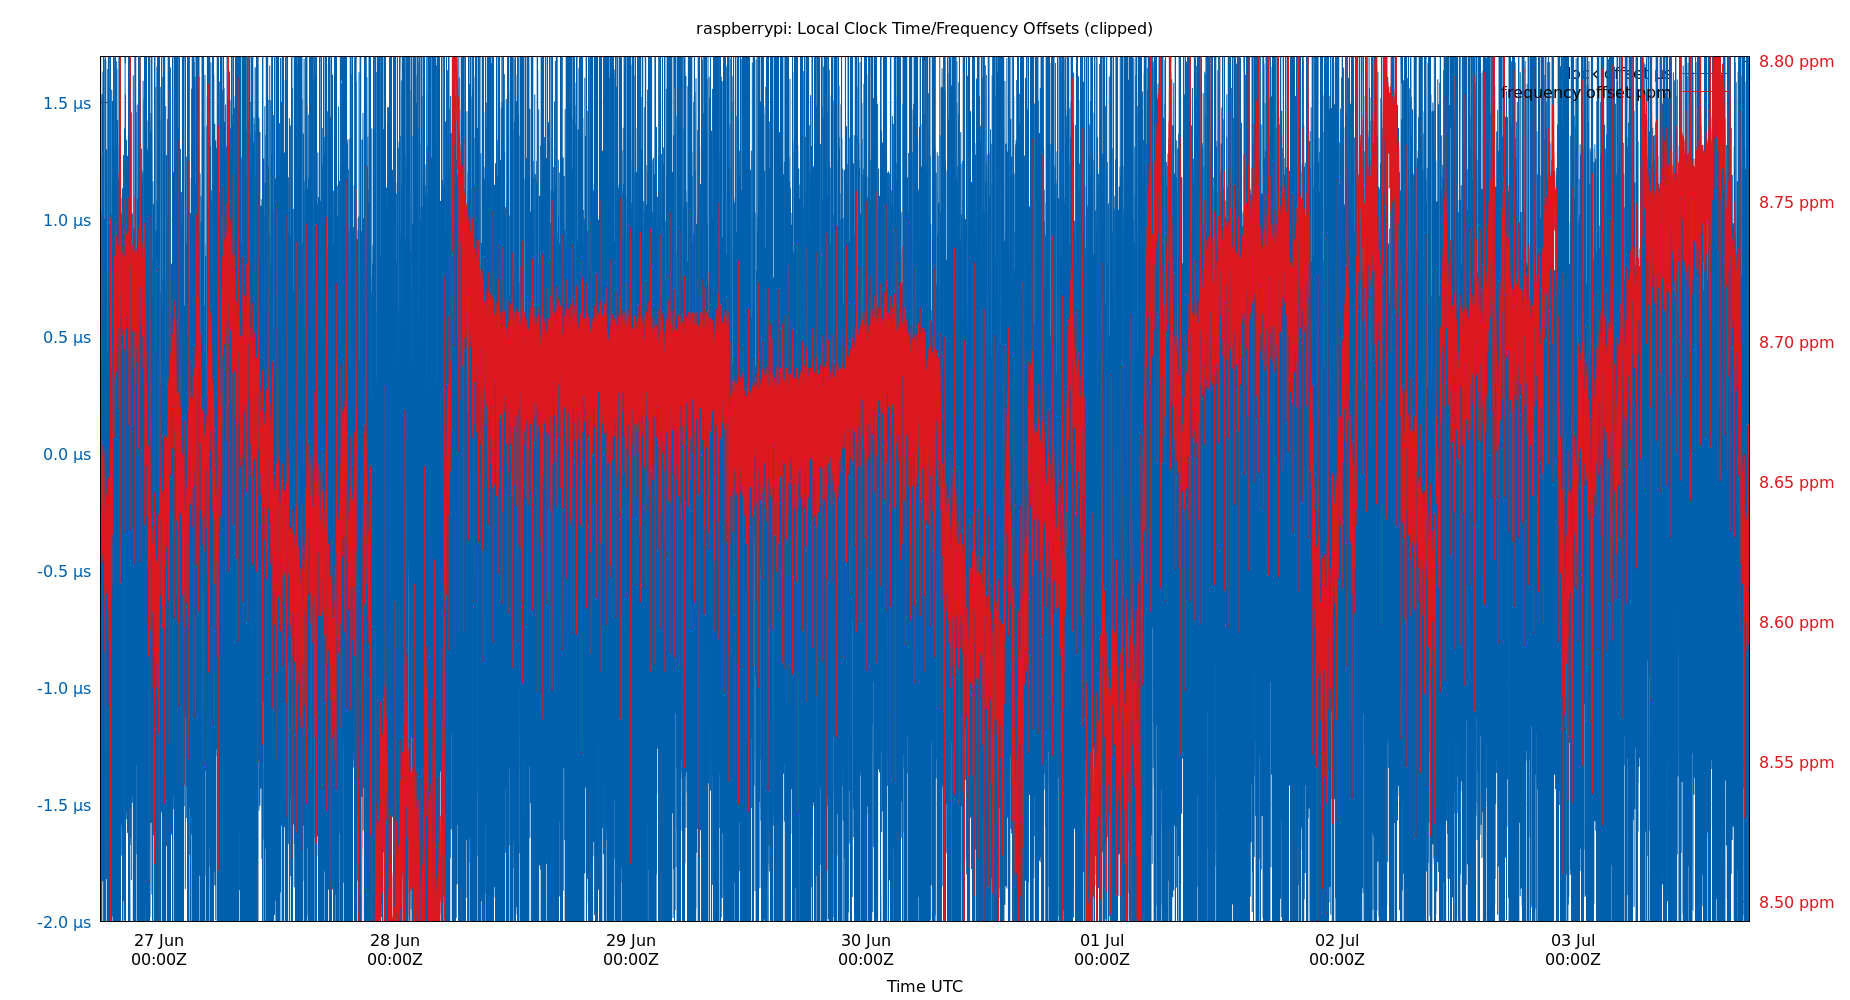 raspberrypi: Local Clock Time/Frequency Offsets (clipped)
8.80 ppm
clock offset µs
frequency offset ppm
1.5 µs
8.75 ppm
1.0 µs
8.70 ppm
0.5 µs
0.0 µs
8.65 ppm
-0.5 µs
8.60 ppm
-1.0 µs
8.55 ppm
-1.5 µs
8.50 ppm
-2.0 µs
27 Jun 28 Jun 29 Jun 30 Jun 01 Jul 02 Jul 03 Jul
00:00Z 00:00Z 00:00Z 00:00Z 00:00Z 00:00Z 00:00Z
Time UTC